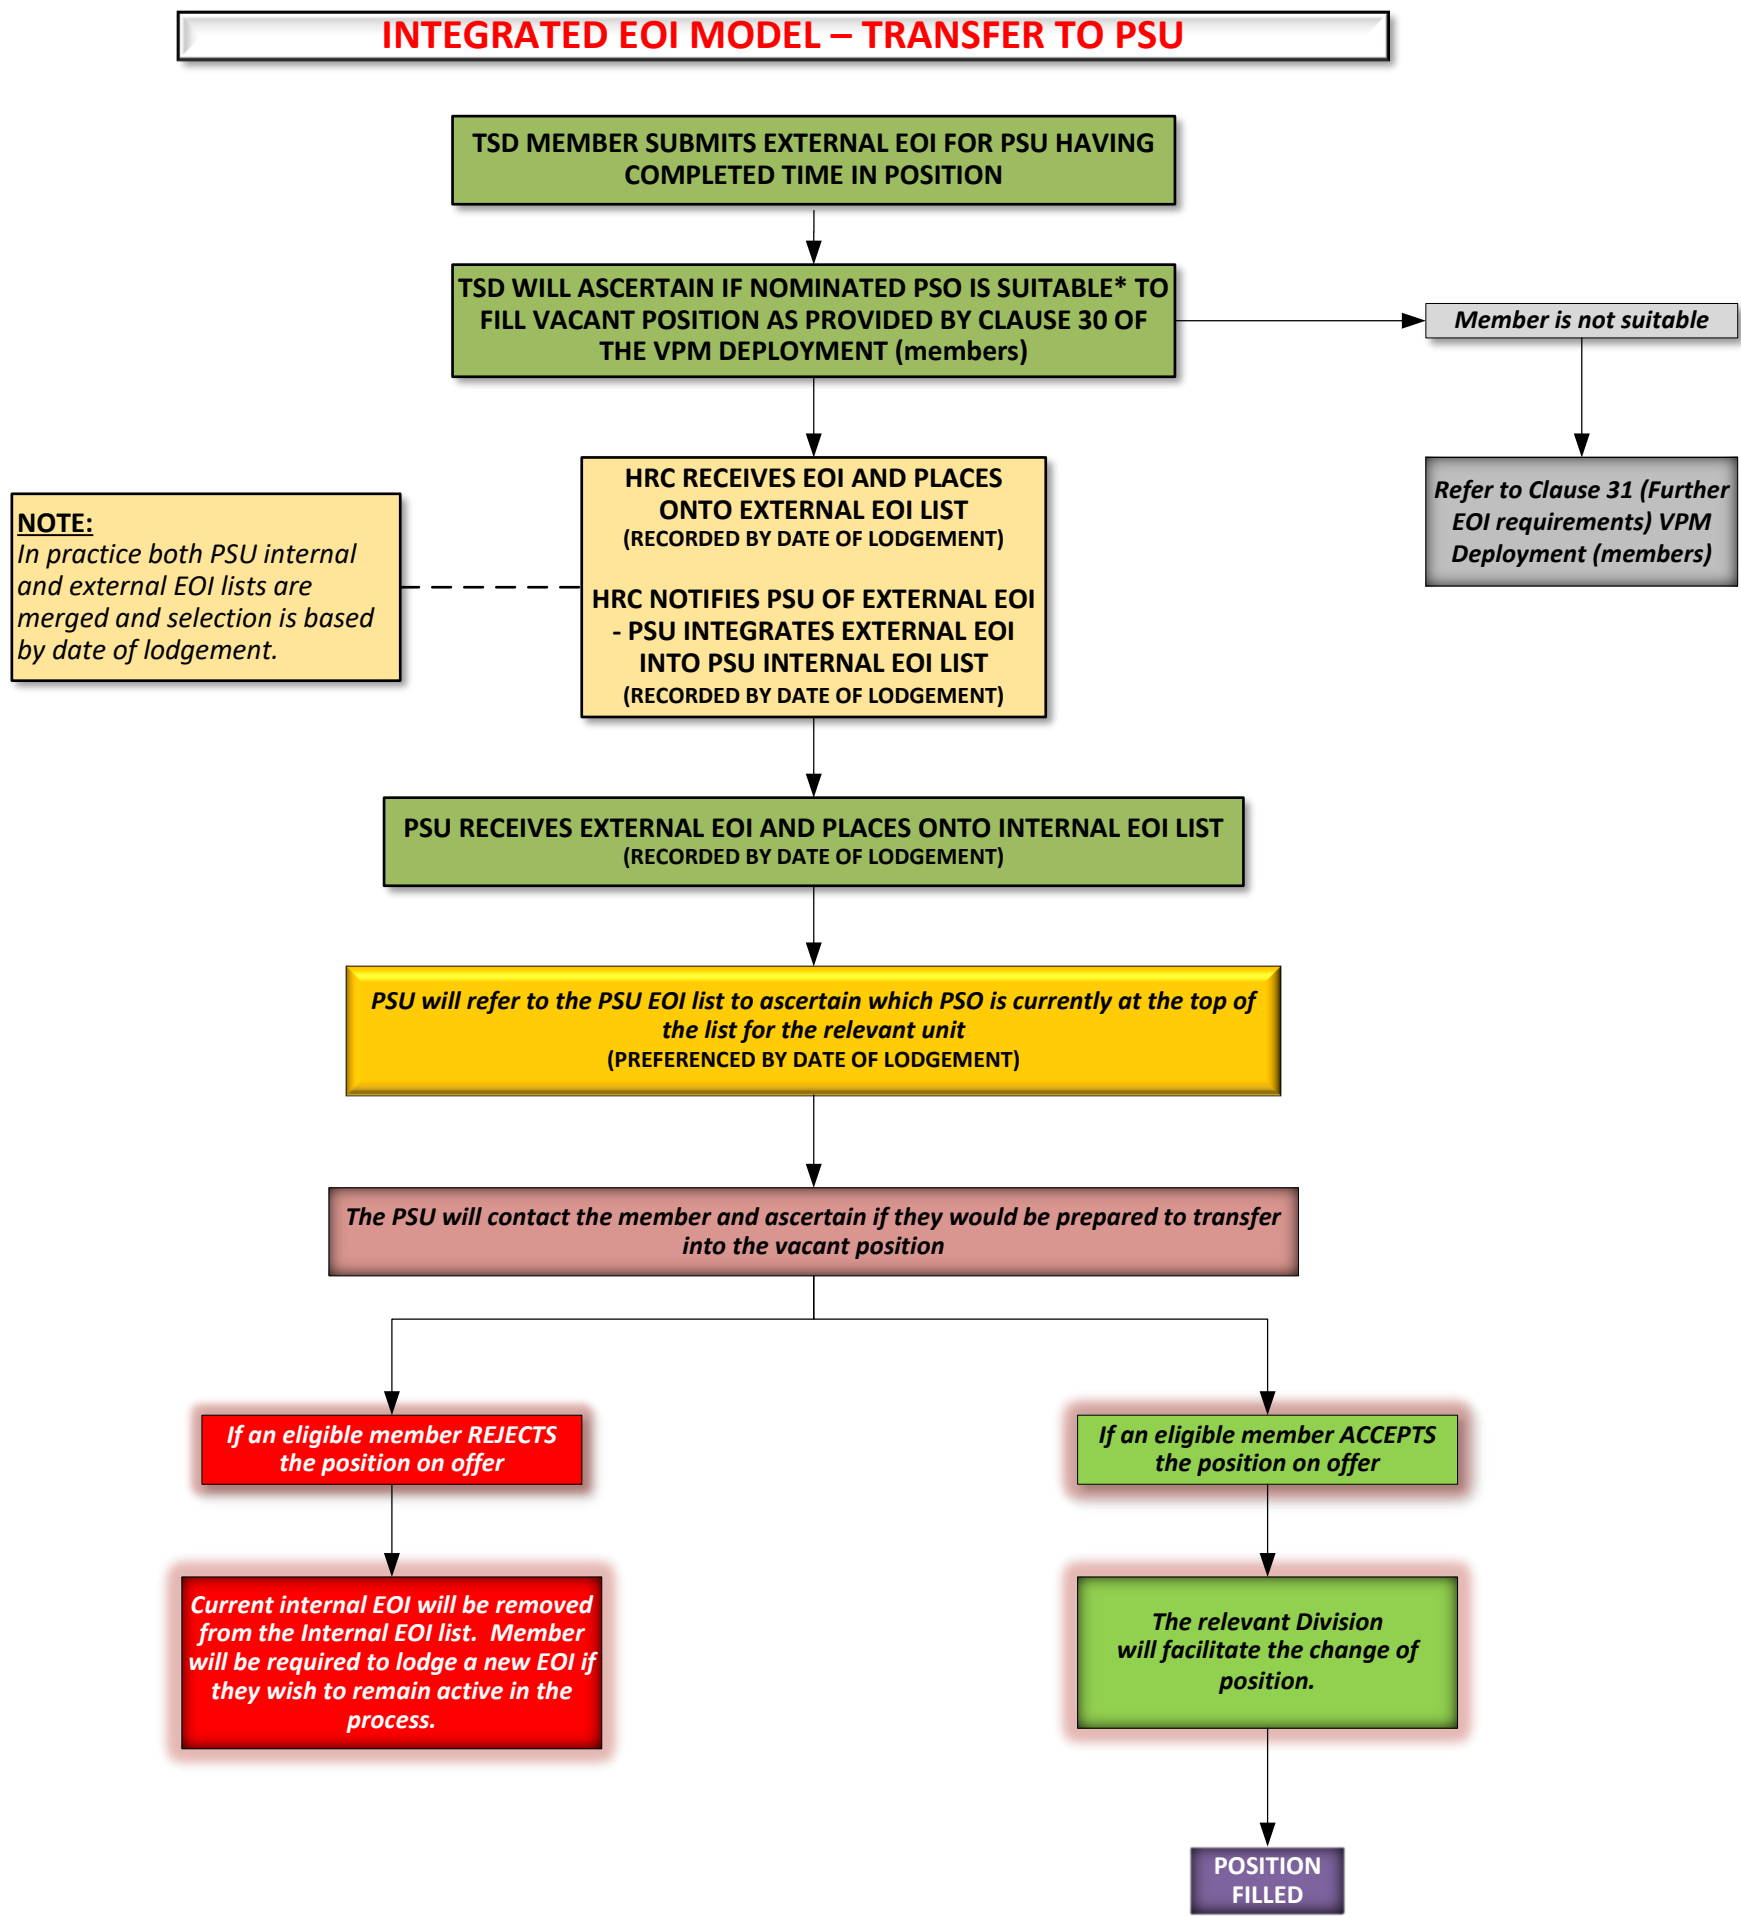 INTEGRATED EOI MODEL – TRANSFER TO PSU
TSD MEMBER SUBMITS EXTERNAL EOI FOR PSU HAVING
COMPLETED TIME IN POSITION
TSD WILL ASCERTAIN IF NOMINATED PSO IS SUITABLE* TO
FILL VACANT POSITION AS PROVIDED BY CLAUSE 30 OF
THE VPM DEPLOYMENT (members)
Member is not suitable
Refer to Clause 31 (Further
EOI requirements) VPM
Deployment (members)
HRC RECEIVES EOI AND PLACES
ONTO EXTERNAL EOI LIST
(RECORDED BY DATE OF LODGEMENT)
HRC NOTIFIES PSU OF EXTERNAL EOI
- PSU INTEGRATES EXTERNAL EOI
INTO PSU INTERNAL EOI LIST
(RECORDED BY DATE OF LODGEMENT)
NOTE:
In practice both PSU internal
and external EOI lists are
merged and selection is based
by date of lodgement.
PSU RECEIVES EXTERNAL EOI AND PLACES ONTO INTERNAL EOI LIST
(RECORDED BY DATE OF LODGEMENT)
PSU will refer to the PSU EOI list to ascertain which PSO is currently at the top of
the list for the relevant unit
(PREFERENCED BY DATE OF LODGEMENT)
The PSU will contact the member and ascertain if they would be prepared to transfer
into the vacant position
If an eligible member REJECTS
the position on offer
Current internal EOI will be removed
from the Internal EOI list.  Member
will be required to lodge a new EOI if
they wish to remain active in the
process.
If an eligible member ACCEPTS
the position on offer
The relevant Division
will facilitate the change of
position.
POSITION
FILLED